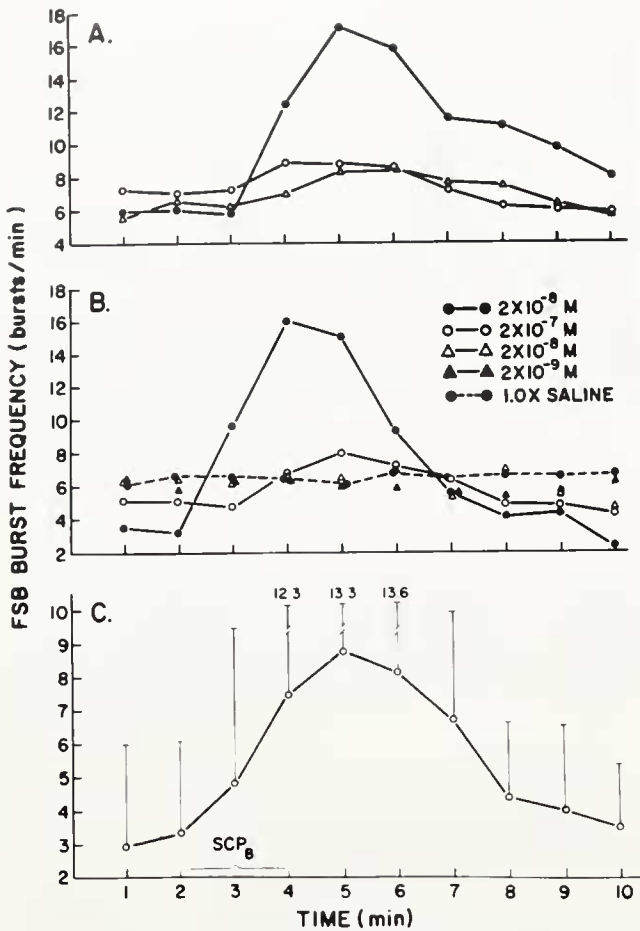 FSB BURST FREQUENCY (bursts/min)
A.
18
16
14
12
10
8
6
4
B.
18
16
14
12
10
8
6
4
2
2X10⁻⁸ M
2X10⁻⁷ M
2X10⁻⁸ M
2X10⁻⁹ M
1.0X SALINE
C.
12 3
13.3
13 6
10
9
8
7
6
5
4
3
2
SCP_B
1 2 3 4 5 6 7 8 9 10
TIME (min)